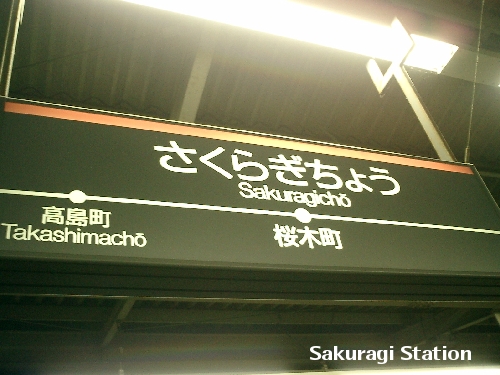 さくらぎちょう
Sakuragichō
高島町
Takashimachō
桜木町
Sakuragi Station